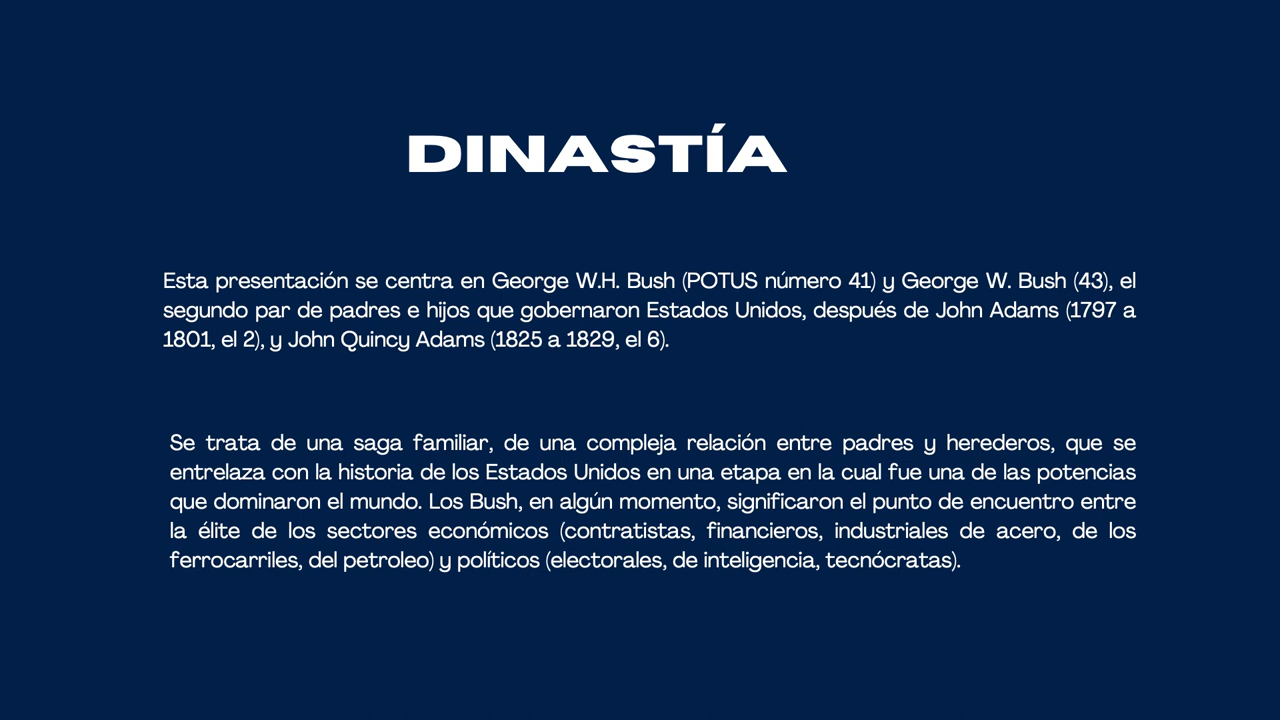 DINASTÍA
Esta presentación se centra en George W.H. Bush (POTUS número 41) y George W. Bush (43), el
segundo par de padres e hijos que gobernaron Estados Unidos, después de John Adams (1797 a
1801, el 2), y John Quincy Adams (1825 a 1829, el 6).
Se trata de una saga familiar, de una compleja relación entre padres y herederos, que se
entrelaza con la historia de los Estados Unidos en una etapa en la cual fue una de las potencias
que dominaron el mundo. Los Bush, en algún momento, significaron el punto de encuentro entre
la élite de los sectores económicos (contratistas, financieros, industriales de acero, de los
ferrocarriles, del petroleo) y políticos (electorales, de inteligencia, tecnócratas).